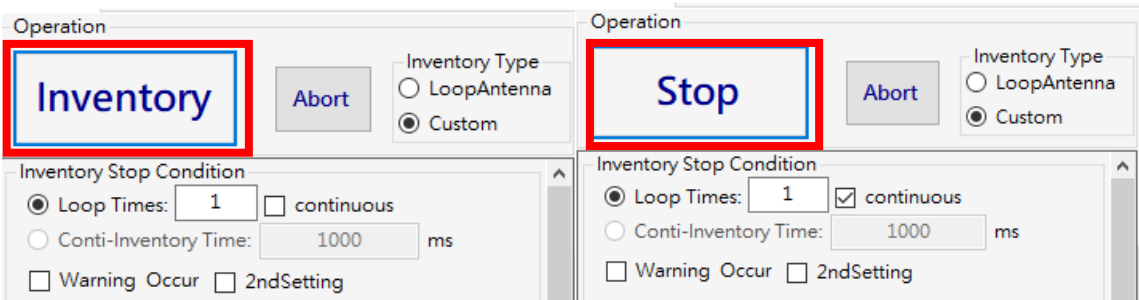 Operation
Inventory
Abort
Inventory Type
LoopAntenna
Custom
Inventory Stop Condition
Loop Times: 1 continuous
Conti-Inventory Time: 1000 ms
Warning Occur 2ndSetting
Operation
Stop
Abort
Inventory Type
LoopAntenna
Custom
Inventory Stop Condition
Loop Times: 1 continuous
Conti-Inventory Time: 1000 ms
Warning Occur 2ndSetting